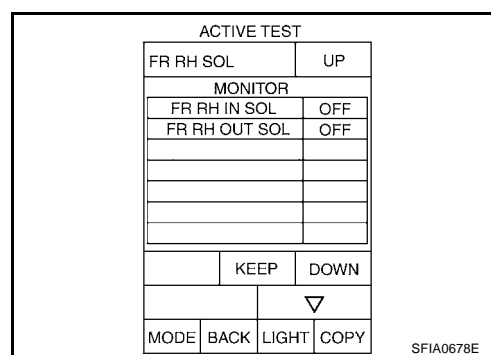 ACTIVE TEST
FR RH SOL UP
MONITOR
FR RH IN SOL OFF
FR RH OUT SOL OFF
KEEP DOWN
▽
MODE BACK LIGHT COPY
SFIA0678E